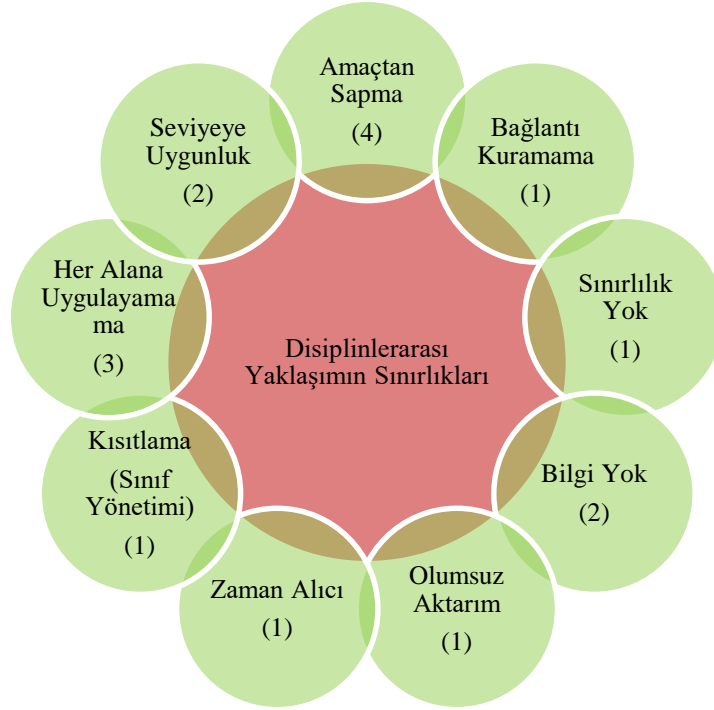 Amaçtan
Sapma
(4)
Bağlantı
Kuramama
(1)
Sınırlılık
Yok
(1)
Bilgi Yok
(2)
Olumsuz
Aktarım
(1)
Zaman Alıcı
(1)
Kısıtlama
(Sınıf
Yönetimi)
(1)
Her Alana
Uygulayama
ma
(3)
Seviyeye
Uygunluk
(2)
Disiplinlerarası
Yaklaşımın Sınırlıkları